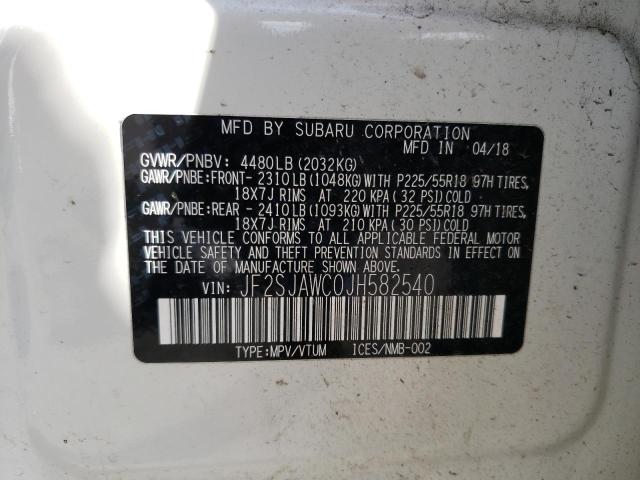 MFD BY SUBARU CORPORATION
MFD IN 04/18
GVWR/PNBV: 4480LB(2032KG)
GAWR/PNBE:FRONT- 2310LB(1048KG)WITH P225/55R18 97H TIRES,
18X7J RIMS AT 220 KPA(32 PSI)COLD
GAWR/PNBE:REAR - 2410LB(1093KG)WITH P225/55R18 97H TIRES,
18X7J RIMS AT 210 KPA(30 PSI)COLD
THIS VEHICLE CONFORMS TO ALL APPLICABLE FEDERAL MOTOR
VEHICLE SAFETY AND THEFT PREVENTION STANDARDS IN EFFECT
ON THE DATE OF MANUFACTURE SHOWN ABOVE.
VIN: JF2SJAWC0JH582540
TYPE:MPV/VTUM ICES/NMB-002